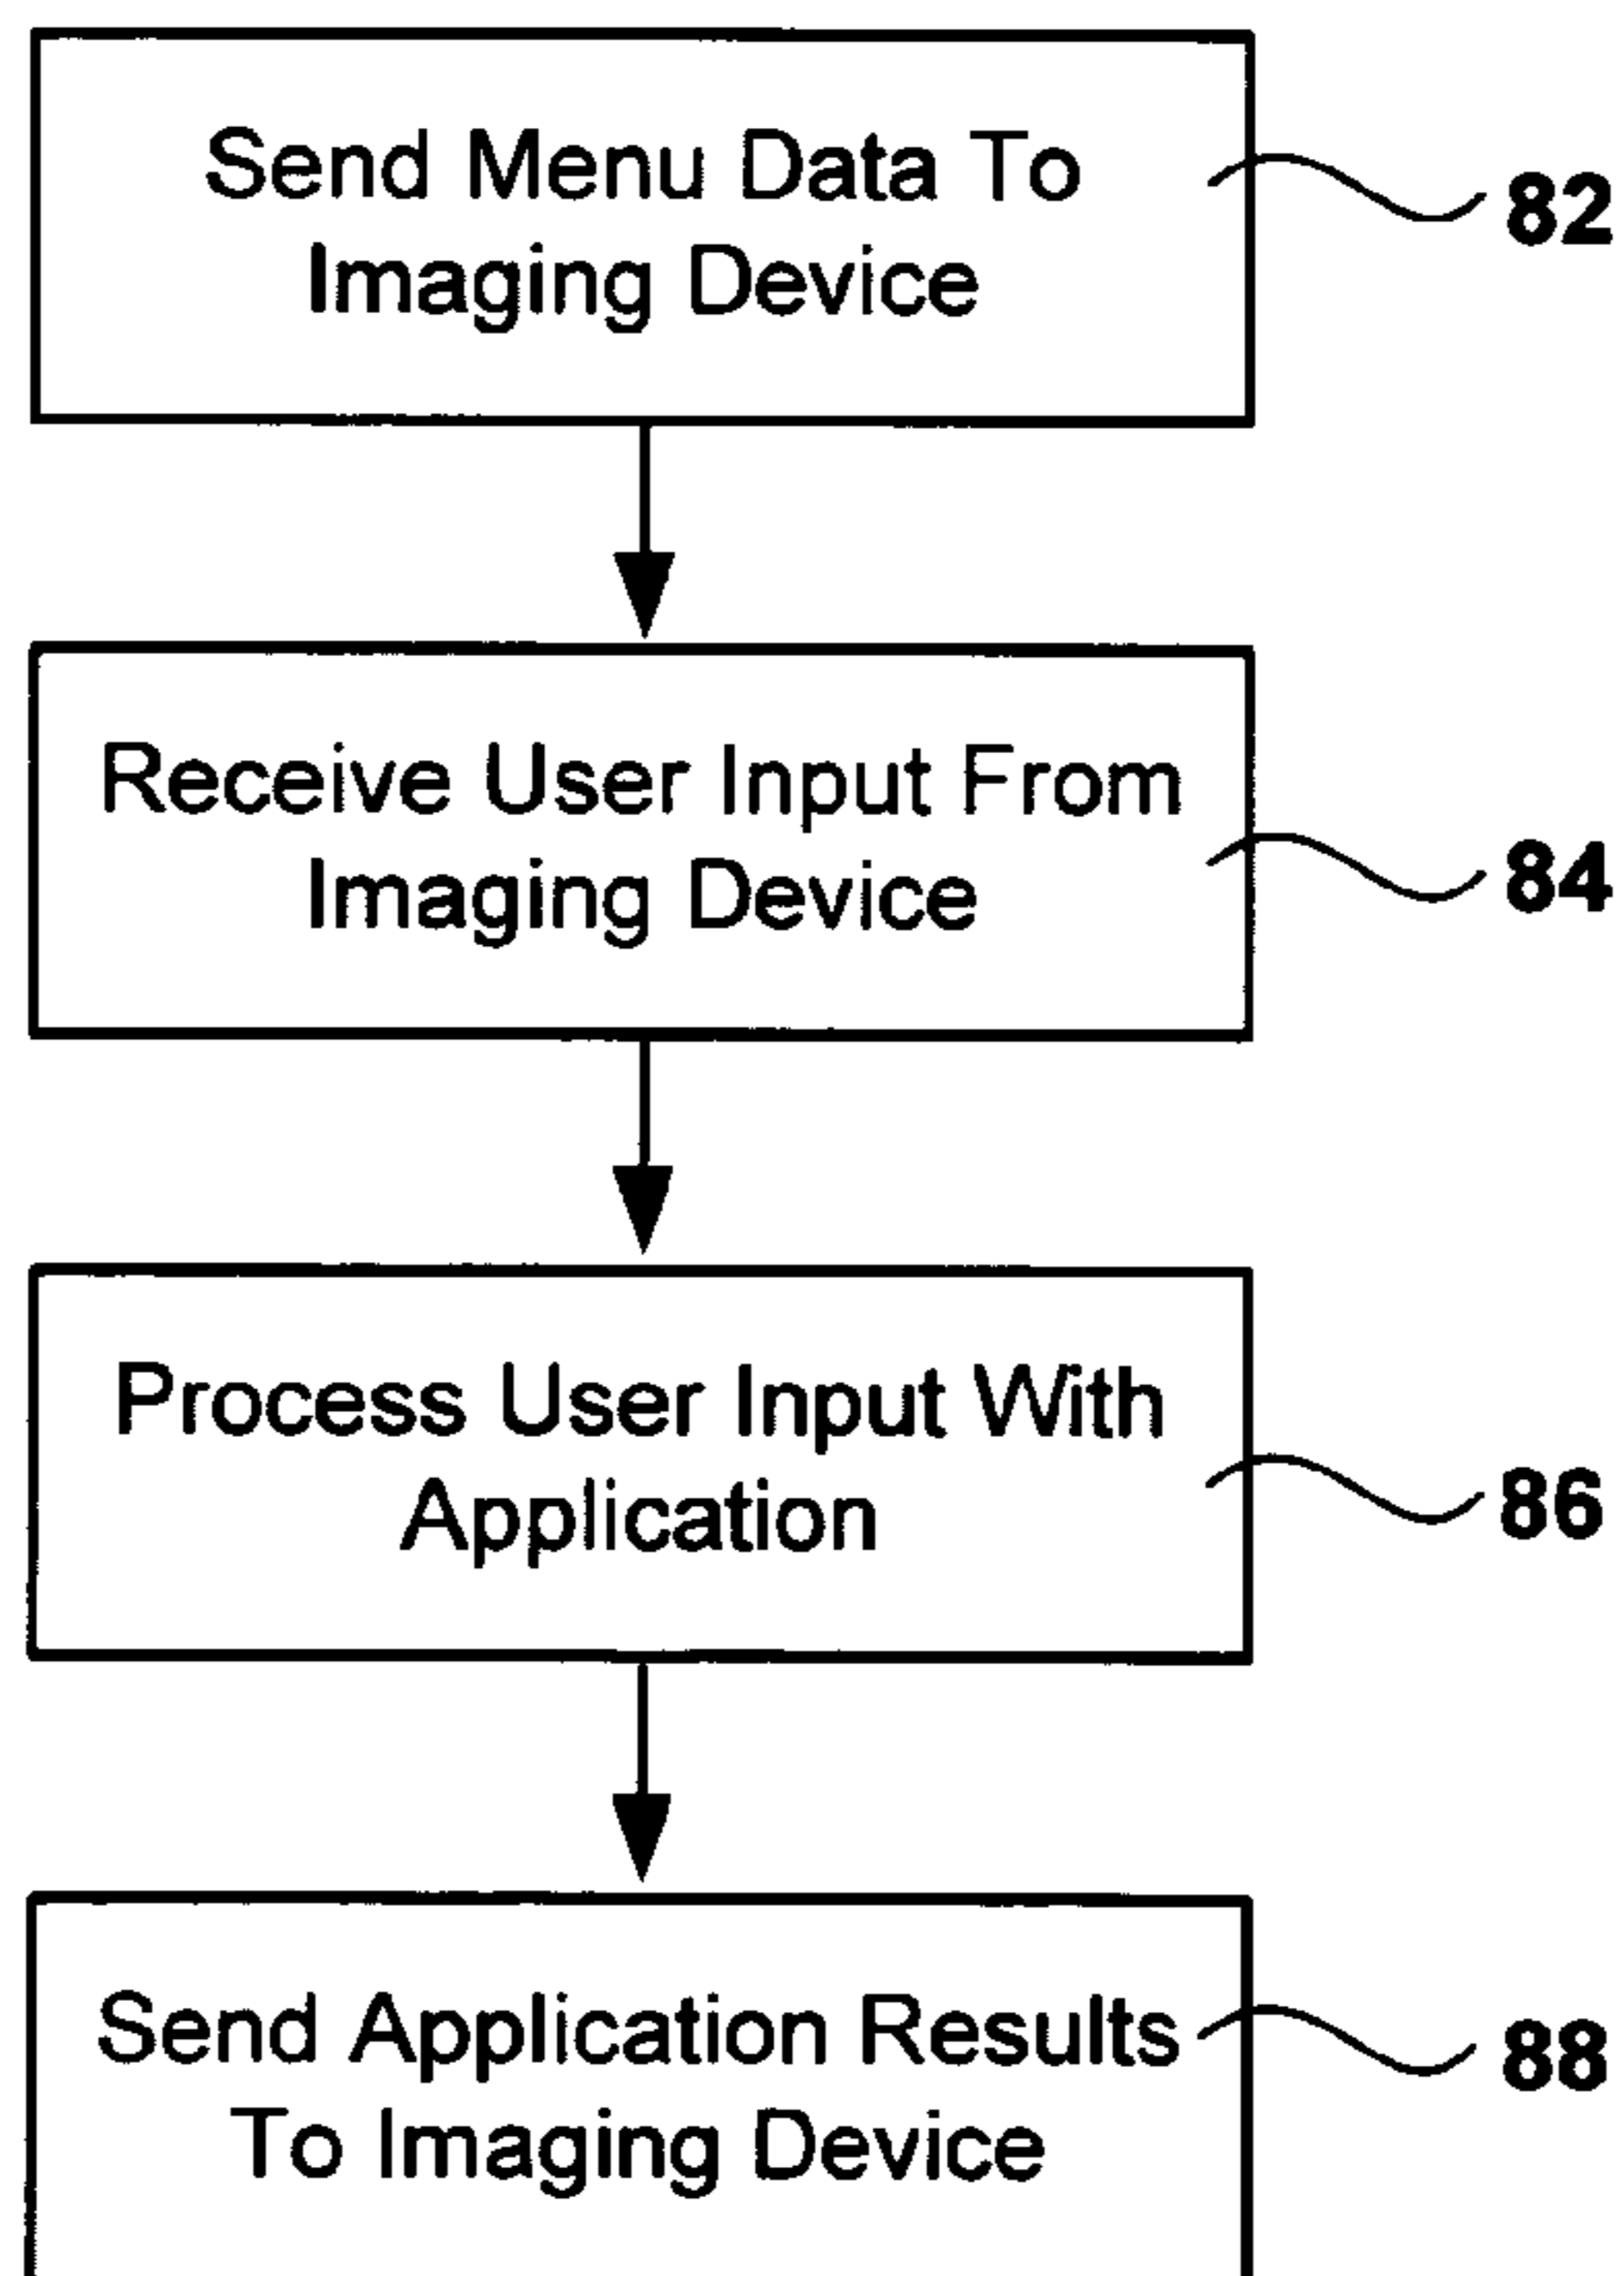 Send Menu Data To
Imaging Device
82
Receive User Input From
Imaging Device
84
Process User Input With
Application
86
Send Application Results
To Imaging Device
88